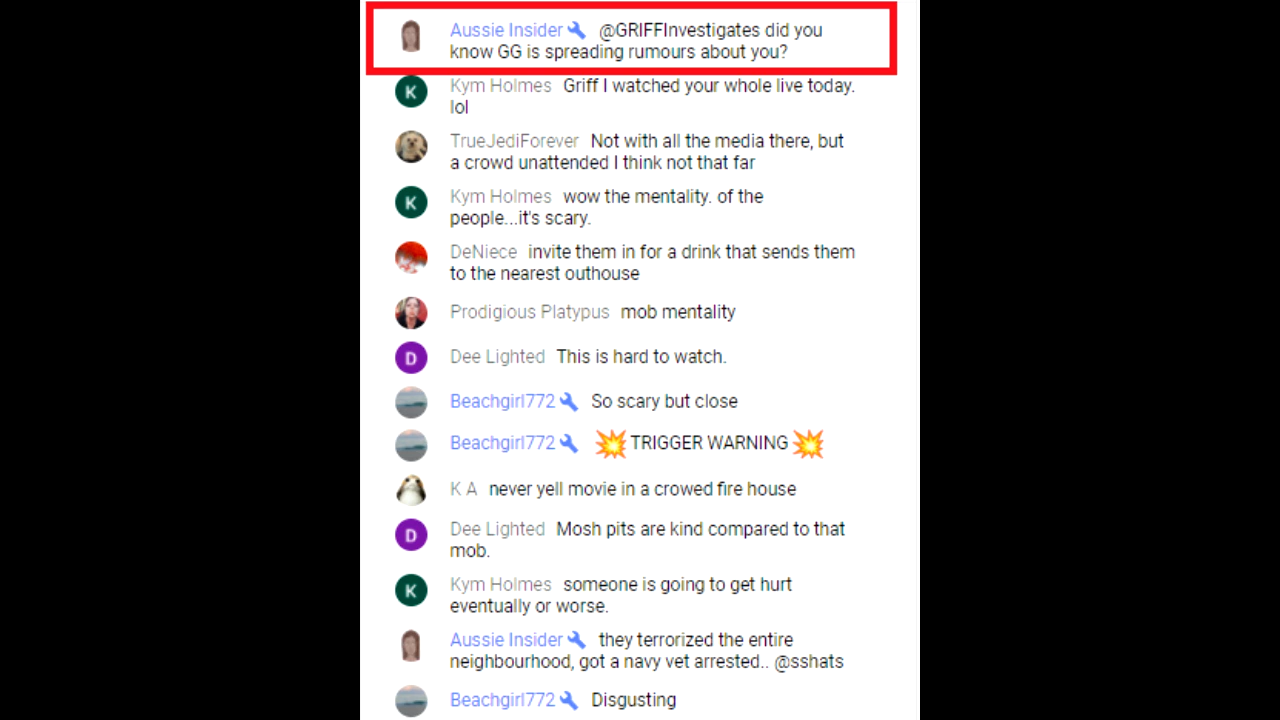 Aussie Insider @GRIFFInvestigates did you
know GG is spreading rumours about you?
K Kym Holmes Griff I watched your whole live today.
lol
TrueJediForever Not with all the media there, but
a crowd unattended I think not that far
K Kym Holmes wow the mentality. of the
people...it's scary.
DeNiece invite them in for a drink that sends them
to the nearest outhouse
Prodigious Platypus mob mentality
D Dee Lighted This is hard to watch.
Beachgirl772 So scary but close
Beachgirl772 💥 TRIGGER WARNING 💥
K A never yell movie in a crowed fire house
D Dee Lighted Mosh pits are kind compared to that
mob.
K Kym Holmes someone is going to get hurt
eventually or worse.
Aussie Insider they terrorized the entire
neighbourhood, got a navy vet arrested.. @sshats
Beachgirl772 Disgusting